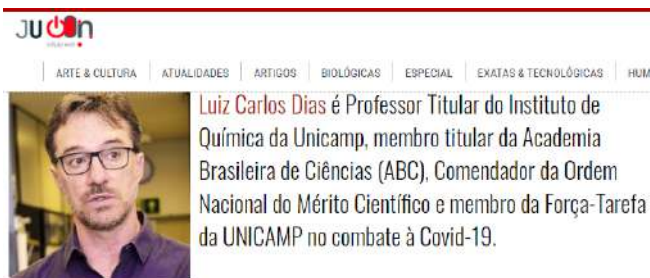 JU ON
ARTE & CULTURA | ATUALIDADES | ARTIGOS | BIOLÓGICAS | ESPECIAL | EXATAS & TECNOLÓGICAS | HUM
Luiz Carlos Dias é Professor Titular do Instituto de
Química da Unicamp, membro titular da Academia
Brasileira de Ciências (ABC), Comendador da Ordem
Nacional do Mérito Científico e membro da Força-Tarefa
da UNICAMP no combate à Covid-19.